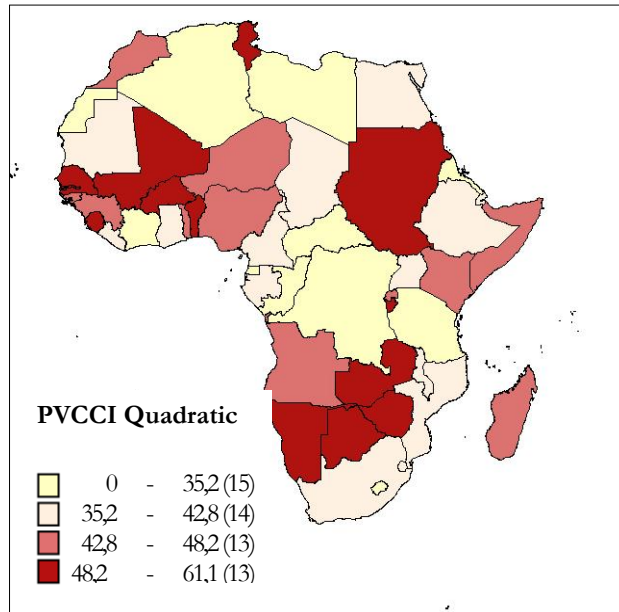 PVCCI Quadratic
0 - 35,2 (15)
35,2 - 42,8 (14)
42,8 - 48,2 (13)
48,2 - 61,1 (13)